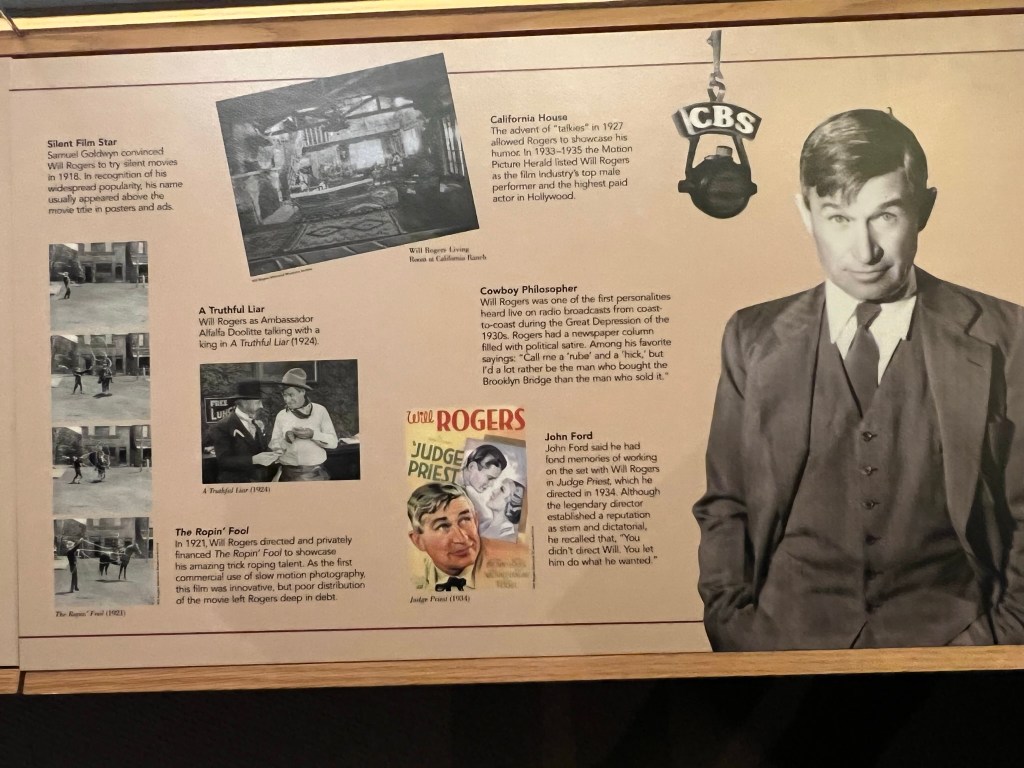 Silent Film Star
Samuel Goldwyn convinced
Will Rogers to try silent movies
in 1918. In recognition of his
widespread popularity, his name
usually appeared above the
movie title in posters and ads.
The Ropin' Fool (1921)
Will Rogers Living
Room at California Ranch
A Truthful Liar
Will Rogers as Ambassador
Alfalfa Doolitte talking with a
king in A Truthful Liar (1924).
FREE
LUNCH
A Truthful Liar (1924)
The Ropin' Fool
In 1921, Will Rogers directed and privately
financed The Ropin' Fool to showcase
his amazing trick roping talent. As the first
commercial use of slow motion photography,
this film was innovative, but poor distribution
of the movie left Rogers deep in debt.
California House
The advent of "talkies" in 1927
allowed Rogers to showcase his
humor. In 1933–1935 the Motion
Picture Herald listed Will Rogers
as the film industry's top male
performer and the highest paid
actor in Hollywood.
CBS
Cowboy Philosopher
Will Rogers was one of the first personalities
heard live on radio broadcasts from coast-
to-coast during the Great Depression of the
1930s. Rogers had a newspaper column
filled with political satire. Among his favorite
sayings: "Call me a 'rube' and a 'hick,' but
I'd a lot rather be the man who bought the
Brooklyn Bridge than the man who sold it."
Will ROGERS
'JUDGE
PRIEST'
Judge Priest (1934)
John Ford
John Ford said he had
fond memories of working
on the set with Will Rogers
in Judge Priest, which he
directed in 1934. Although
the legendary director
established a reputation
as stern and dictatorial,
he recalled that, "You
didn't direct Will. You let
him do what he wanted."